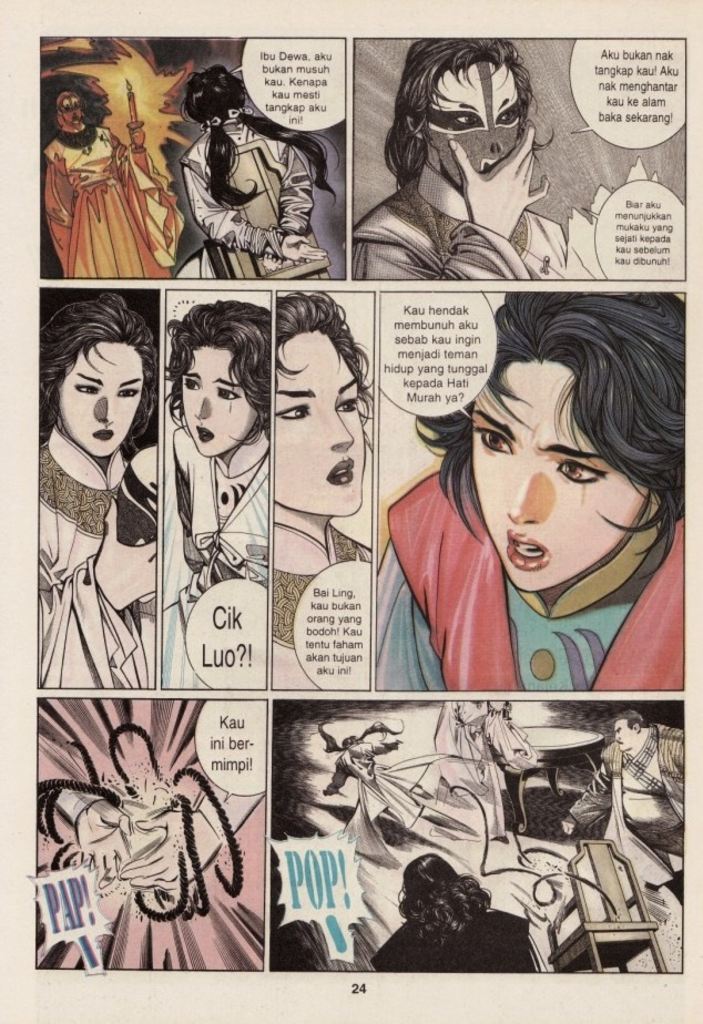 Ibu Dewa, aku
bukan musuh
kau. Kenapa
kau mesti
tangkap aku
ini!
Aku bukan nak
tangkap kau! Aku
nak menghantar
kau ke alam
baka sekarang!
Biar aku
menunjukkan
mukaku yang
sejati kepada
kau sebelum
kau dibunuh!
Cik
Luo?!
Bai Ling,
kau bukan
orang yang
bodoh! Kau
tentu faham
akan tujuan
aku ini!
Kau hendak
membunuh aku
sebab kau ingin
menjadi teman
hidup yang tunggal
kepada Hati
Murah ya?
Kau
ini ber-
mimpi!
PAP!
POP!
24